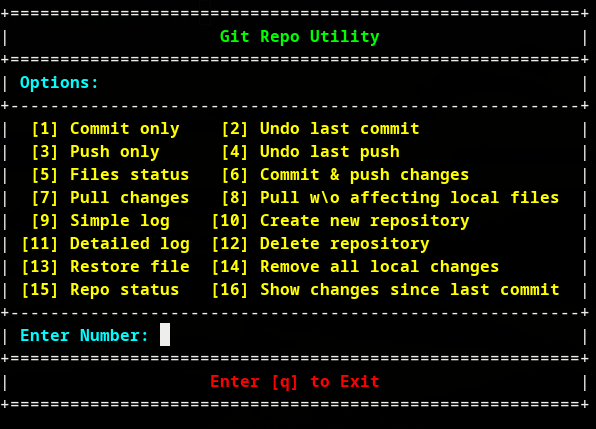 +=========================================================+
|                     Git Repo Utility                    |
+=========================================================+
| Options:                                                |
+---------------------------------------------------------+
|  [1] Commit only    [2] Undo last commit                |
|  [3] Push only      [4] Undo last push                  |
|  [5] Files status   [6] Commit & push changes           |
|  [7] Pull changes   [8] Pull w\o affecting local files  |
|  [9] Simple log    [10] Create new repository           |
| [11] Detailed log  [12] Delete repository               |
| [13] Restore file  [14] Remove all local changes        |
| [15] Repo status   [16] Show changes since last commit  |
+---------------------------------------------------------+
| Enter Number:                                           |
+=========================================================+
|                    Enter [q] to Exit                    |
+=========================================================+